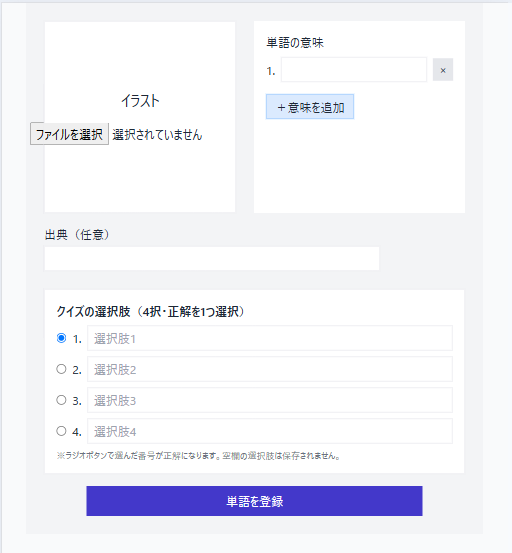 イラスト
ファイルを選択 選択されていません
単語の意味
1.
×
＋意味を追加
出典（任意）
クイズの選択肢（4択・正解を1つ選択）
1. 選択肢1
2. 選択肢2
3. 選択肢3
4. 選択肢4
※ラジオボタンで選んだ番号が正解になります。空欄の選択肢は保存されません。
単語を登録